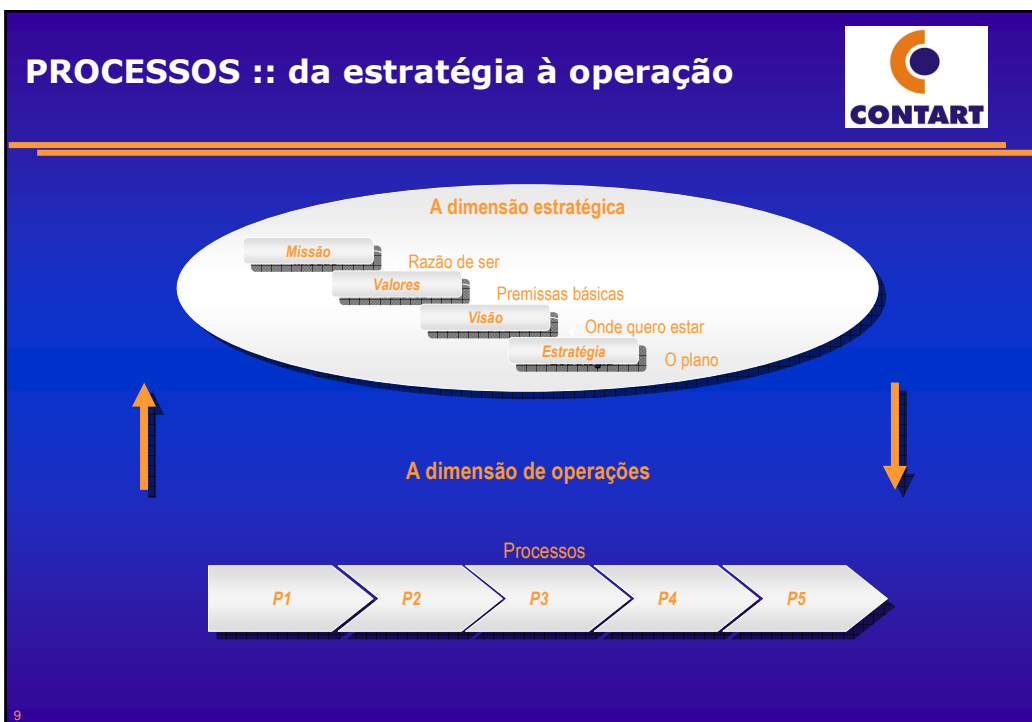 PROCESSOS :: da estratégia à operação
CONTART
A dimensão estratégica
Missão
Razão de ser
Valores
Premissas básicas
Visão
Onde quero estar
Estratégia
O plano
A dimensão de operações
Processos
P1 P2 P3 P4 P5
9